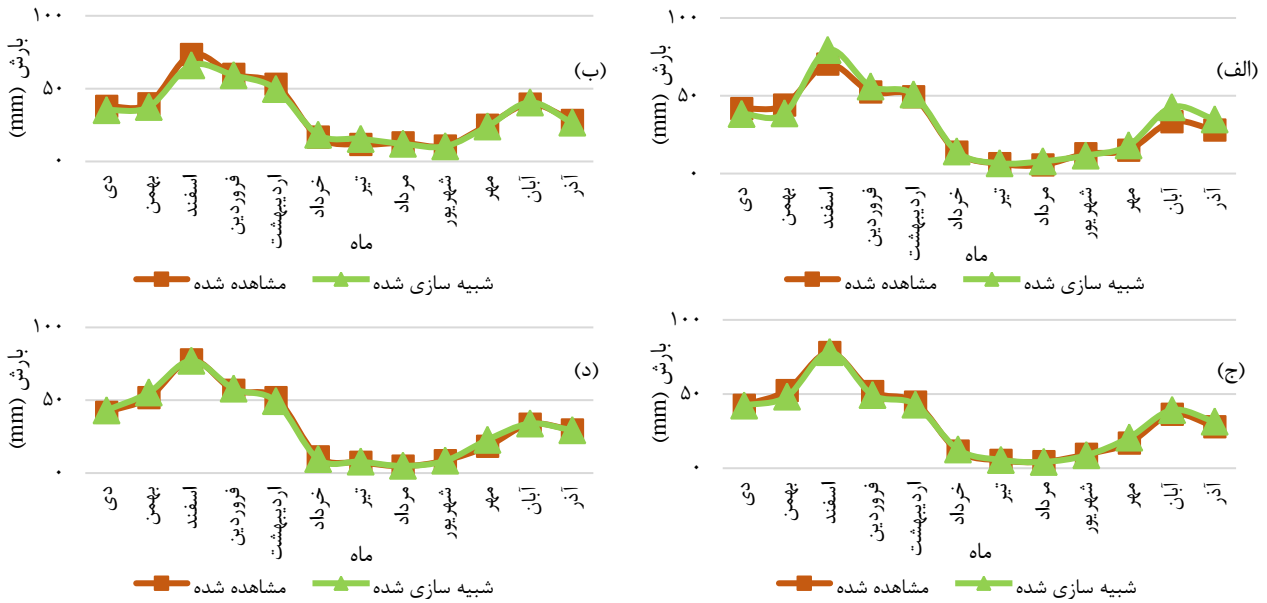 (الف)
بارش (mm)
۱۰۰
۵۰
۰
دی
بهمن
اسفند
فروردین
اردیبهشت
خرداد
تیر
مرداد
شهریور
مهر
آبان
آذر
ماه
مشاهده شده
شبیه سازی شده
(ب)
بارش (mm)
۱۰۰
۵۰
۰
دی
بهمن
اسفند
فروردین
اردیبهشت
خرداد
تیر
مرداد
شهریور
مهر
آبان
آذر
ماه
مشاهده شده
شبیه سازی شده
(ج)
بارش (mm)
۱۰۰
۵۰
۰
دی
بهمن
اسفند
فروردین
اردیبهشت
خرداد
تیر
مرداد
شهریور
مهر
آبان
آذر
ماه
مشاهده شده
شبیه سازی شده
(د)
بارش (mm)
۱۰۰
۵۰
۰
دی
بهمن
اسفند
فروردین
اردیبهشت
خرداد
تیر
مرداد
شهریور
مهر
آبان
آذر
ماه
مشاهده شده
شبیه سازی شده